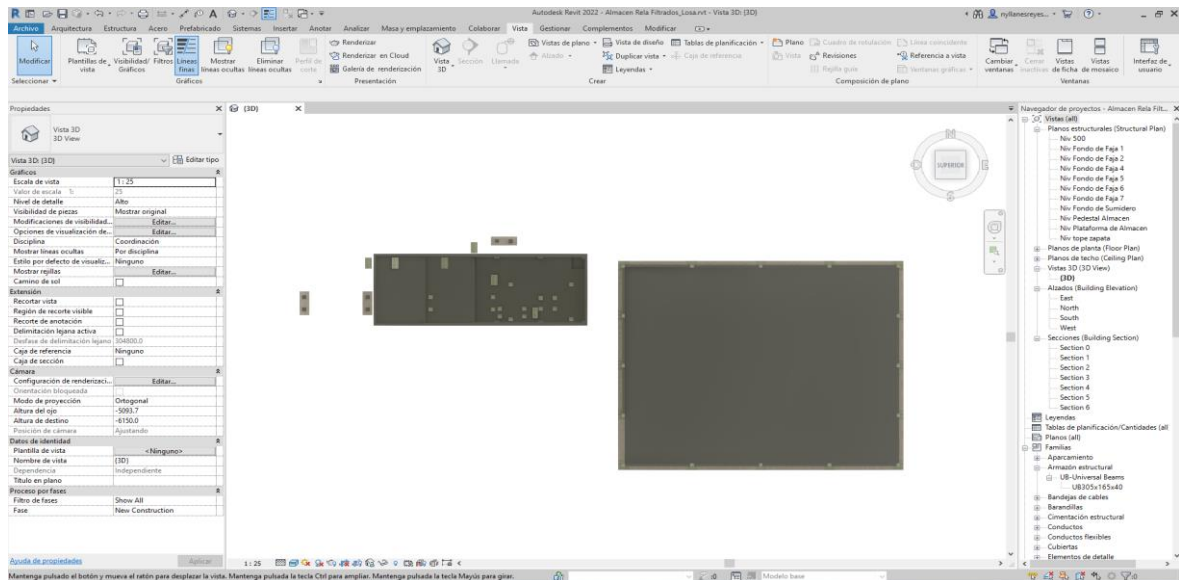 Autodesk Revit 2022 - Almacen Rela Filtrados_Losa.rvt - Vista 3D: {3D}
nyllanesreyes...
Archivo Arquitectura Estructura Acero Prefabricado Sistemas Insertar Anotar Analizar Masa y emplazamiento Colaborar Vista Gestionar Complementos Modificar
Modificar
Seleccionar
Plantillas de vista
Visibilidad/ Gráficos
Filtros
Líneas finas
Mostrar líneas ocultas
Eliminar líneas ocultas
Perfil de corte
Gráficos
Renderizar
Renderizar en Cloud
Galería de renderización
Presentación
Vista 3D
Sección
Llamada
Vistas de plano
Alzado
Vista de diseño
Duplicar vista
Leyendas
Tablas de planificación
Caja de referencia
Crear
Plano
Vista
Cuadro de rotulación
Revisiones
Rejilla guía
Línea coincidente
Referencia a vista
Ventanas gráficas
Composición de plano
Cambiar ventanas
Cerrar inactivas
Vistas de ficha
Vistas de mosaico
Ventanas
Interfaz de usuario
Propiedades
Vista 3D
3D View
Vista 3D: {3D}
Editar tipo
Gráficos
Escala de vista 1 : 25
Valor de escala 1: 25
Nivel de detalle Alto
Visibilidad de piezas Mostrar original
Modificaciones de visibilidad... Editar...
Opciones de visualización de... Editar...
Disciplina Coordinación
Mostrar líneas ocultas Por disciplina
Estilo por defecto de visualiz... Ninguno
Mostrar rejillas Editar...
Camino de sol
Extensión
Recortar vista
Región de recorte visible
Recorte de anotación
Delimitación lejana activa
Desfase de delimitación lejano 304800.0
Caja de referencia Ninguno
Caja de sección
Cámara
Configuración de renderizaci... Editar...
Orientación bloqueada
Modo de proyección Ortogonal
Altura del ojo -5093.7
Altura de destino -6150.0
Posición de cámara Ajustando
Datos de identidad
Plantilla de vista <Ninguno>
Nombre de vista {3D}
Dependencia Independiente
Título en plano
Proceso por fases
Filtro de fases Show All
Fase New Construction
Ayuda de propiedades
Aplicar
{3D}
SUPERIOR
N
O
E
S
1 : 25
Navegador de proyectos - Almacen Rela Filt...
Vistas (all)
Planos estructurales (Structural Plan)
Niv 500
Niv Fondo de Faja 1
Niv Fondo de Faja 2
Niv Fondo de Faja 4
Niv Fondo de Faja 5
Niv Fondo de Faja 6
Niv Fondo de Faja 7
Niv Fondo de Sumidero
Niv Pedestal Almacen
Niv Plataforma de Almacen
Niv tope zapata
Planos de planta (Floor Plan)
Planos de techo (Ceiling Plan)
Vistas 3D (3D View)
{3D}
Alzados (Building Elevation)
East
North
South
West
Secciones (Building Section)
Section 0
Section 1
Section 2
Section 3
Section 4
Section 5
Section 6
Leyendas
Tablas de planificación/Cantidades (all
Planos (all)
Familias
Aparcamiento
Armazón estructural
UB-Universal Beams
UB305x165x40
Bandejas de cables
Barandillas
Cimentación estructural
Conductos
Conductos flexibles
Cubiertas
Elementos de detalle
Mantenga pulsado el botón y mueva el ratón para desplazar la vista. Mantenga pulsada la tecla Ctrl para ampliar. Mantenga pulsada la tecla Mayús para girar.
:0
Modelo base
:0